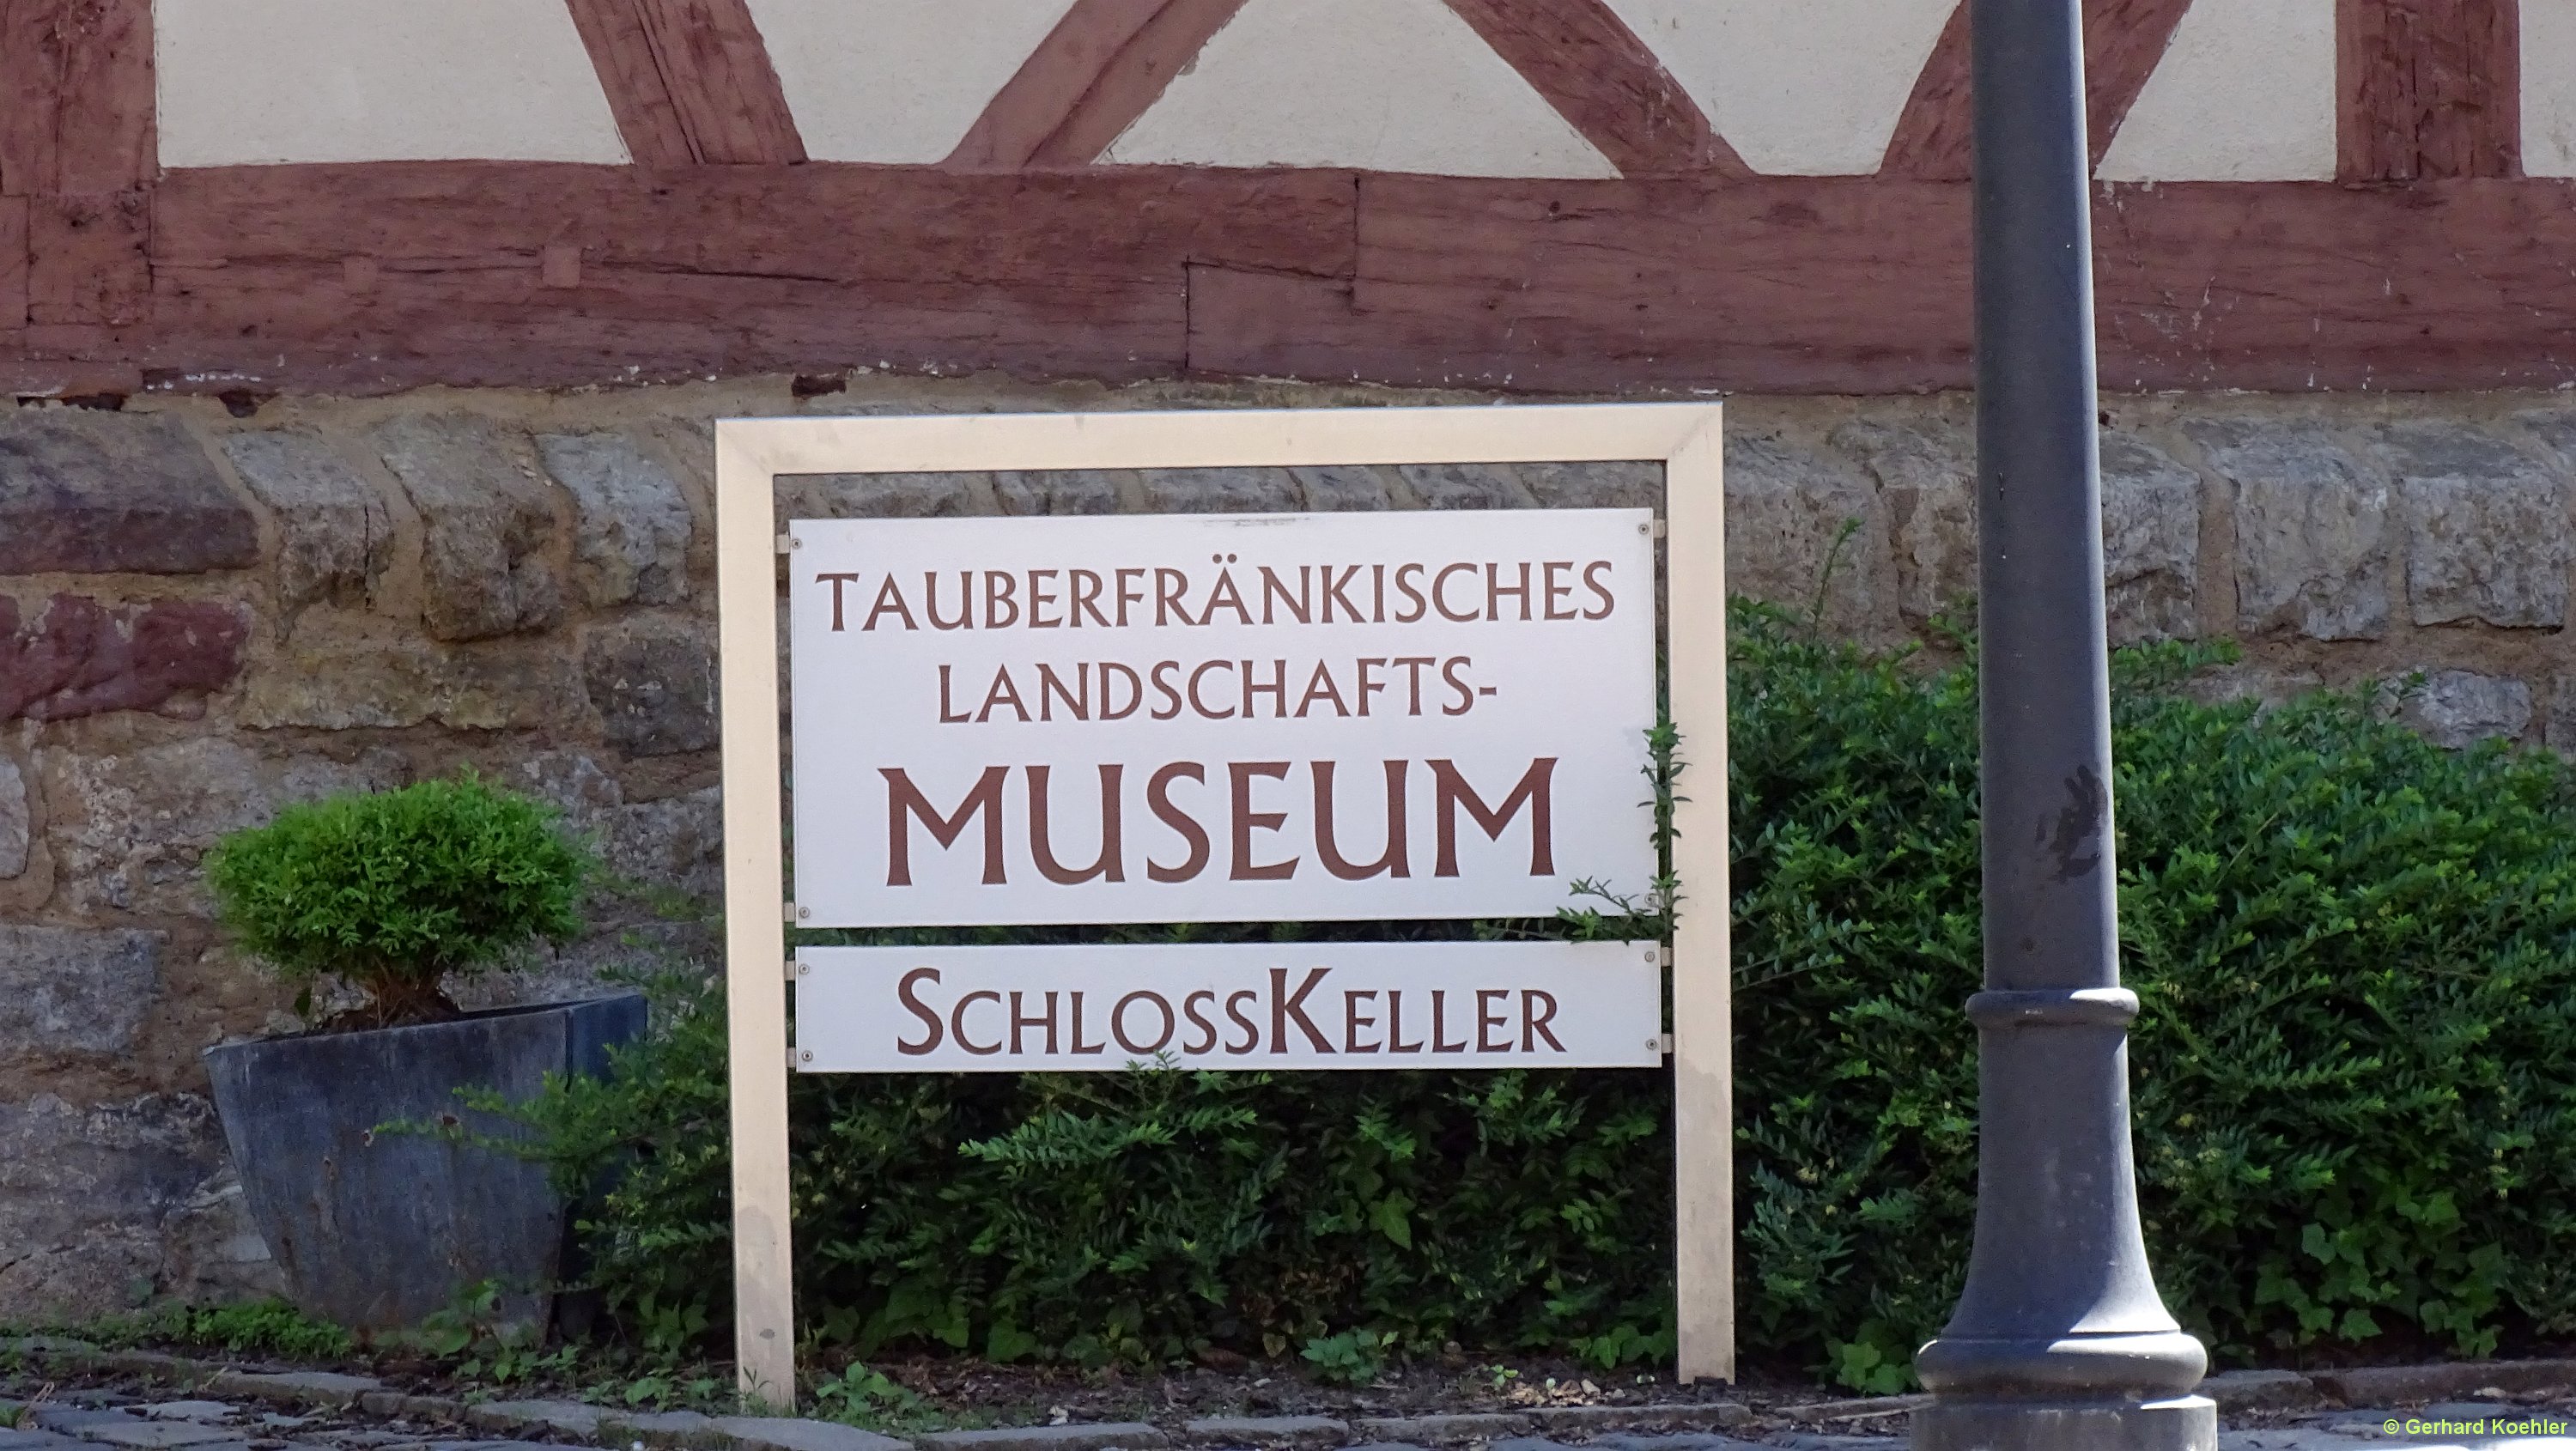 TAUBERFRÄNKISCHES
LANDSCHAFTS-
MUSEUM
SCHLOSSKELLER
© Gerhard Koehler